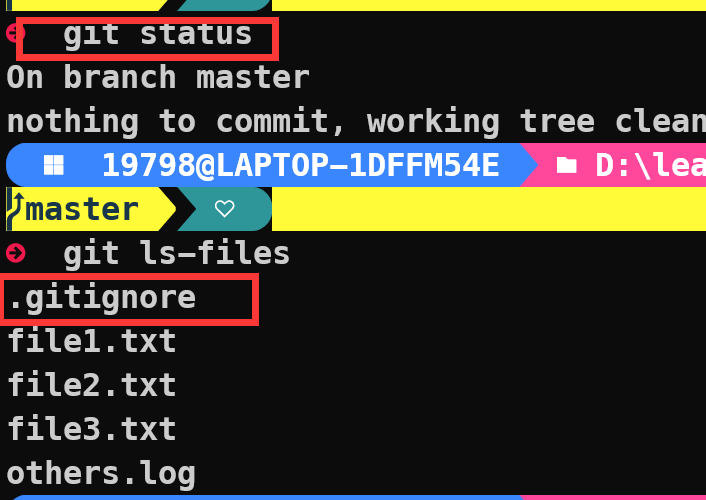 git status
On branch master
nothing to commit, working tree clean
19798@LAPTOP-1DFFM54E D:\lea
master
git ls-files
.gitignore
file1.txt
file2.txt
file3.txt
others.log